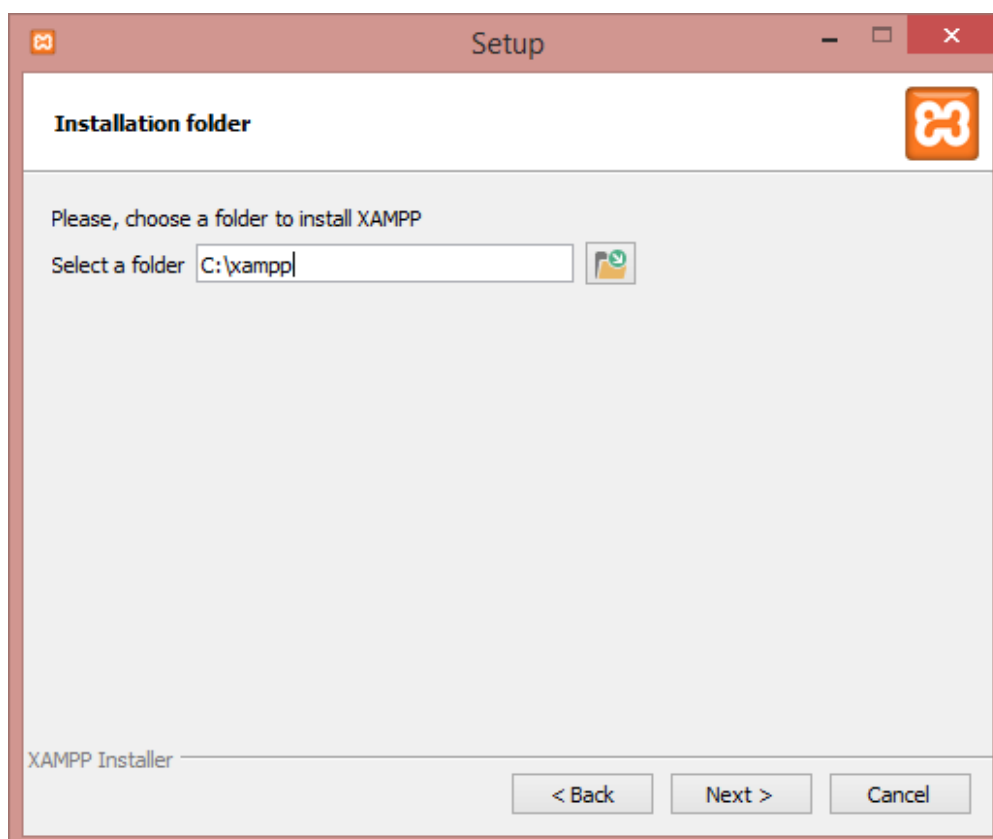 Setup
Installation folder
Please, choose a folder to install XAMPP
Select a folder C:\xampp
XAMPP Installer
< Back Next > Cancel